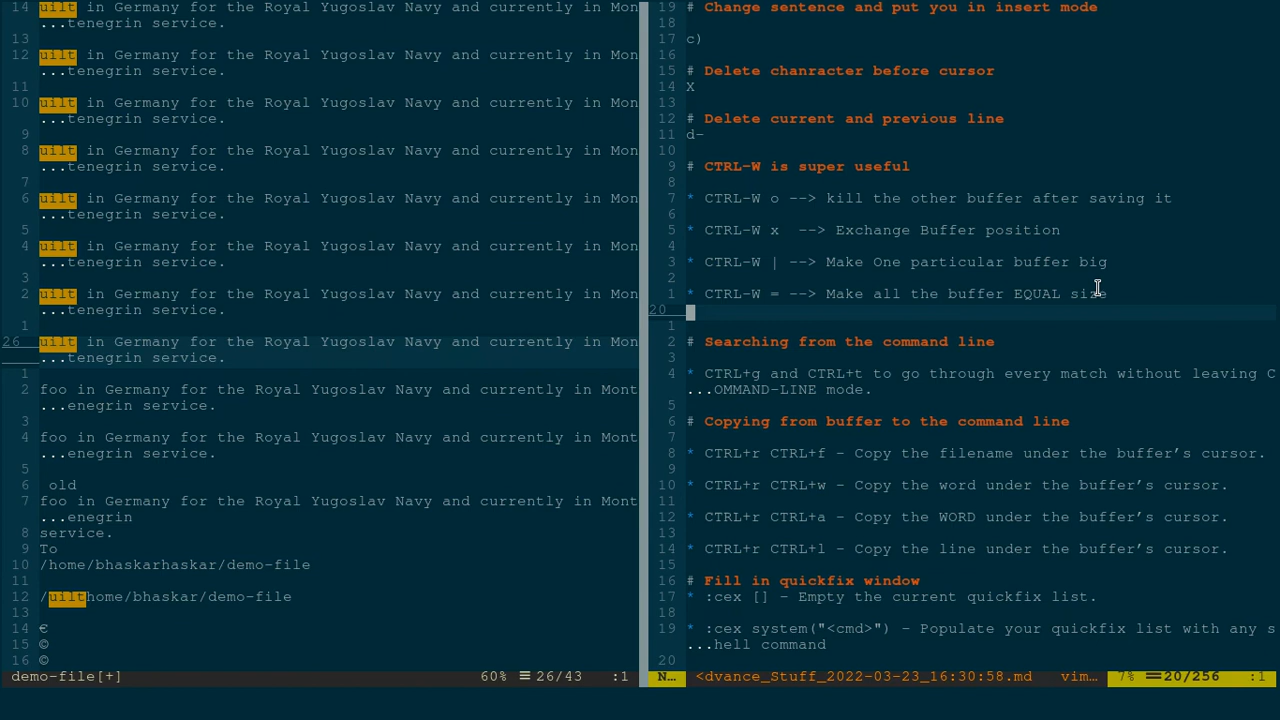 14 uilt in Germany for the Royal Yugoslav Navy and currently in Mon
...tenegrin service.
13
12 uilt in Germany for the Royal Yugoslav Navy and currently in Mon
...tenegrin service.
11
10 uilt in Germany for the Royal Yugoslav Navy and currently in Mon
...tenegrin service.
9
8 uilt in Germany for the Royal Yugoslav Navy and currently in Mon
...tenegrin service.
7
6 uilt in Germany for the Royal Yugoslav Navy and currently in Mon
...tenegrin service.
5
4 uilt in Germany for the Royal Yugoslav Navy and currently in Mon
...tenegrin service.
3
2 uilt in Germany for the Royal Yugoslav Navy and currently in Mon
...tenegrin service.
1
26 uilt in Germany for the Royal Yugoslav Navy and currently in Mon
...tenegrin service.
1
2 foo in Germany for the Royal Yugoslav Navy and currently in Mont
...enegrin service.
3
4 foo in Germany for the Royal Yugoslav Navy and currently in Mont
...enegrin service.
5
6 old
7 foo in Germany for the Royal Yugoslav Navy and currently in Mont
...enegrin
8 service.
9 To
10 /home/bhaskarhaskar/demo-file
11
12 /uilthome/bhaskar/demo-file
13
14 €
15 ©
16 ©
demo-file[+] 60% ☰ 26/43 :1
19 # Change sentence and put you in insert mode
18
17 c)
16
15 # Delete chanracter before cursor
14 X
13
12 # Delete current and previous line
11 d-
10
9 # CTRL-W is super useful
8
7 * CTRL-W o --> kill the other buffer after saving it
6
5 * CTRL-W x  --> Exchange Buffer position
4
3 * CTRL-W | --> Make One particular buffer big
2
1 * CTRL-W = --> Make all the buffer EQUAL size
20
1
2 # Searching from the command line
3
4 * CTRL+g and CTRL+t to go through every match without leaving C
...OMMAND-LINE mode.
5
6 # Copying from buffer to the command line
7
8 * CTRL+r CTRL+f - Copy the filename under the buffer's cursor.
9
10 * CTRL+r CTRL+w - Copy the word under the buffer's cursor.
11
12 * CTRL+r CTRL+a - Copy the WORD under the buffer's cursor.
13
14 * CTRL+r CTRL+l - Copy the line under the buffer's cursor.
15
16 # Fill in quickfix window
17 * :cex [] - Empty the current quickfix list.
18
19 * :cex system("<cmd>") - Populate your quickfix list with any s
...hell command
20
N… <dvance_Stuff_2022-03-23_16:30:58.md vim… 7% ☰20/256 :1